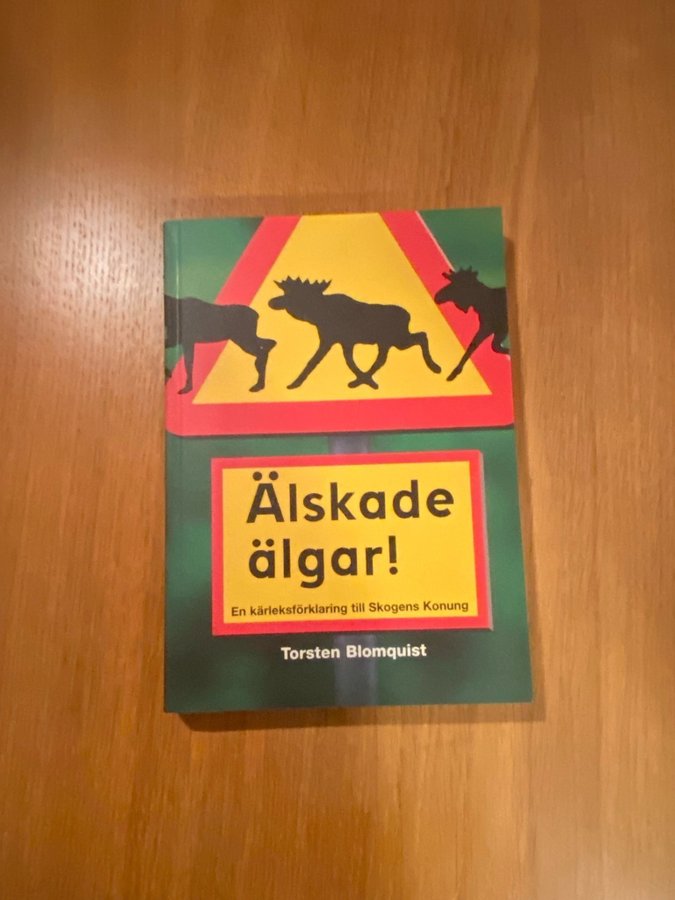 Älskade
älgar!
En kärleksförklaring till Skogens Konung
Torsten Blomquist